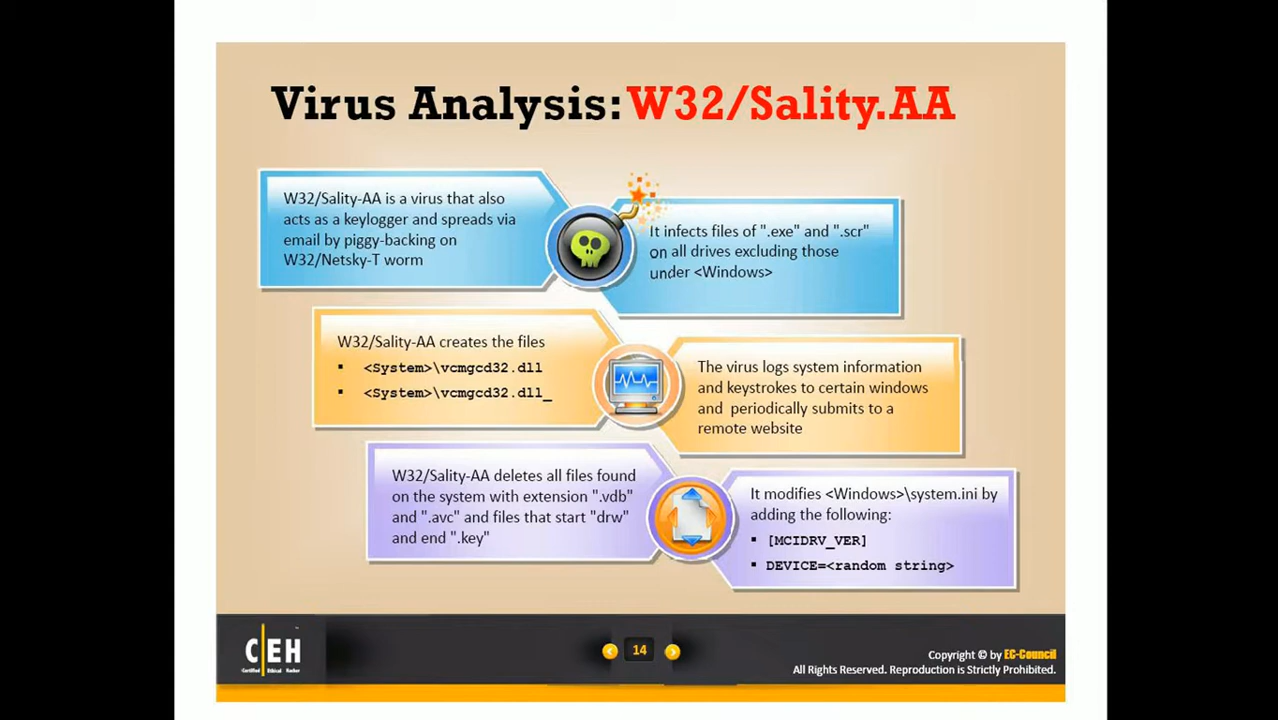 Virus Analysis: W32/Sality.AA
W32/Sality-AA is a virus that also
acts as a keylogger and spreads via
email by piggy-backing on
W32/Netsky-T worm
It infects files of ".exe" and ".scr"
on all drives excluding those
under <Windows>
W32/Sality-AA creates the files
▪ <System>\vcmgcd32.dll
▪ <System>\vcmgcd32.dll_
The virus logs system information
and keystrokes to certain windows
and periodically submits to a
remote website
W32/Sality-AA deletes all files found
on the system with extension ".vdb"
and ".avc" and files that start "drw"
and end ".key"
It modifies <Windows>\system.ini by
adding the following:
▪ [MCIDRV_VER]
▪ DEVICE=<random string>
CEH
Certified Ethical Hacker
14
Copyright © by EC-Council
All Rights Reserved. Reproduction is Strictly Prohibited.